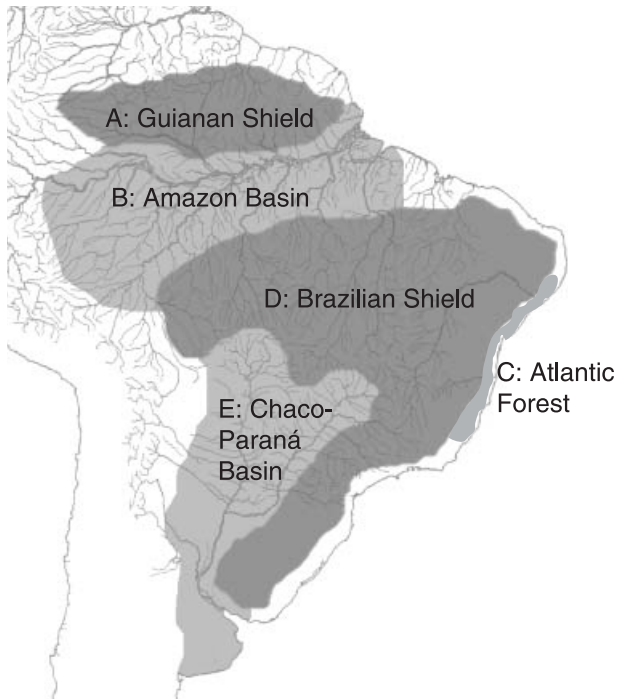 A: Guianan Shield
B: Amazon Basin
D: Brazilian Shield
C: Atlantic
Forest
E: Chaco-
Paraná
Basin